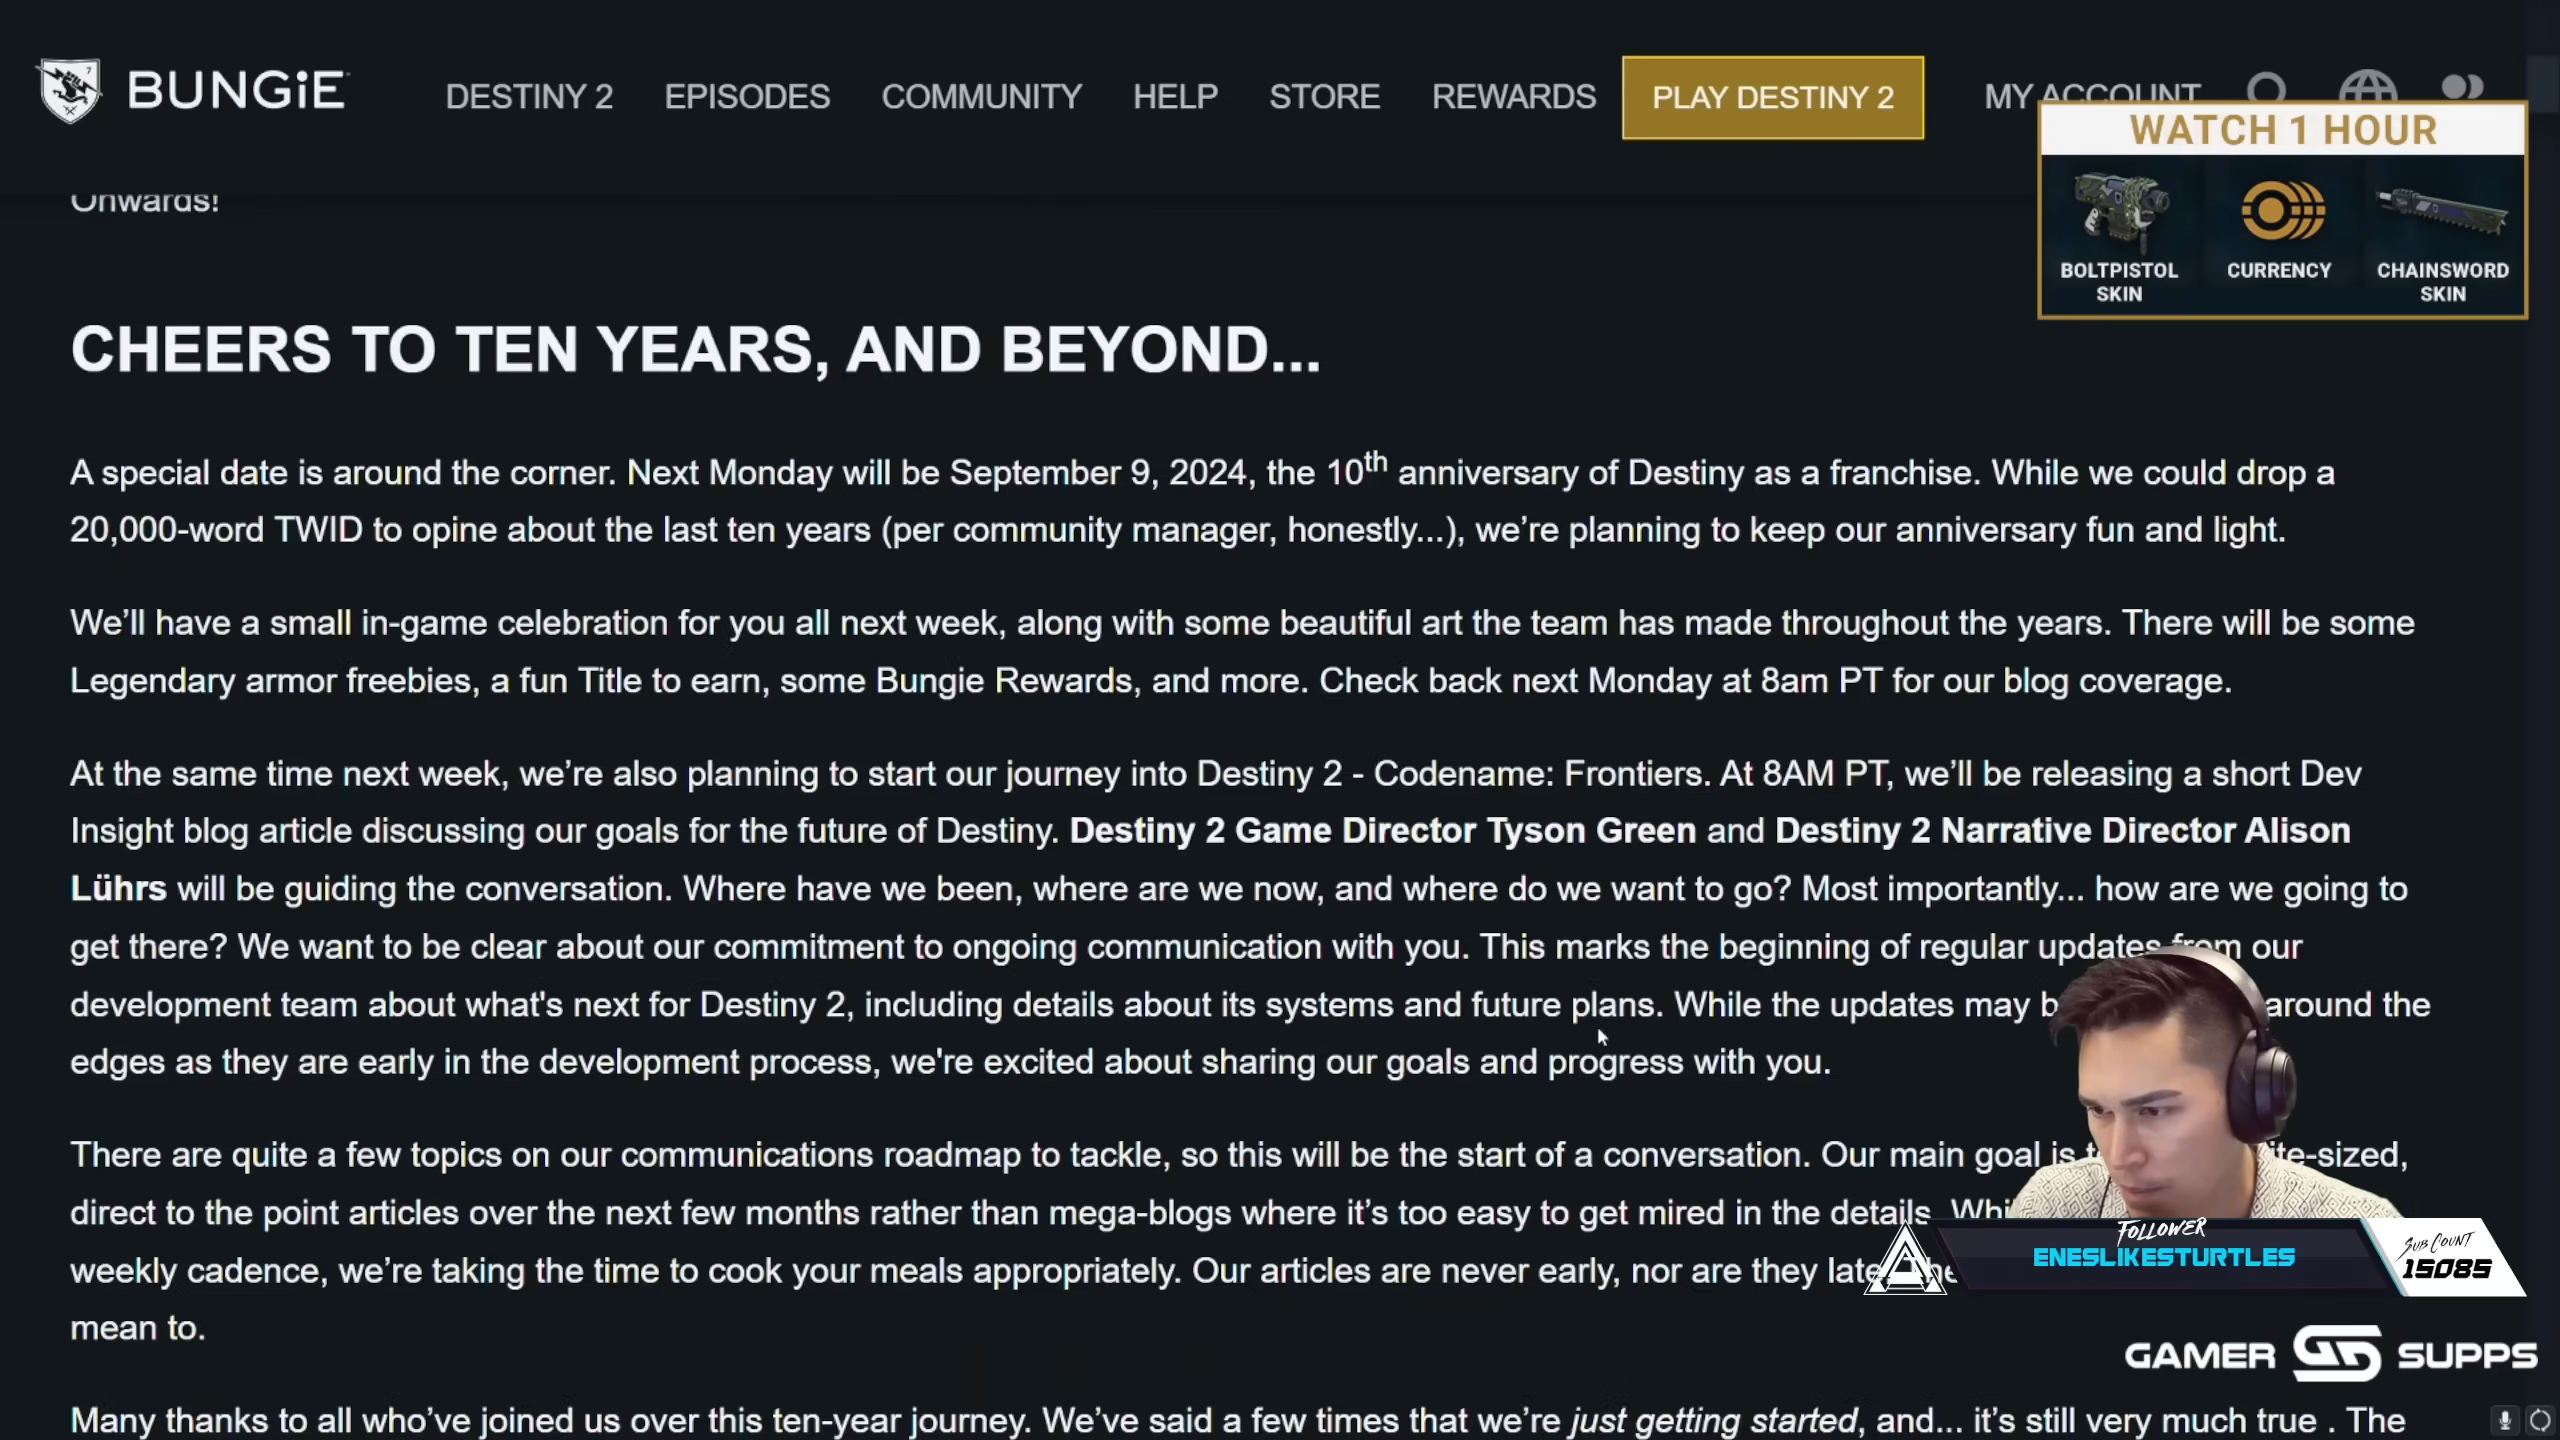 BUNGiE
DESTINY 2 EPISODES COMMUNITY HELP STORE REWARDS PLAY DESTINY 2 MY ACCOUNT
WATCH 1 HOUR
BOLTPISTOL SKIN
CURRENCY
CHAINSWORD SKIN
Onwards!
CHEERS TO TEN YEARS, AND BEYOND...
A special date is around the corner. Next Monday will be September 9, 2024, the 10th anniversary of Destiny as a franchise. While we could drop a
20,000-word TWID to opine about the last ten years (per community manager, honestly...), we’re planning to keep our anniversary fun and light.
We’ll have a small in-game celebration for you all next week, along with some beautiful art the team has made throughout the years. There will be some
Legendary armor freebies, a fun Title to earn, some Bungie Rewards, and more. Check back next Monday at 8am PT for our blog coverage.
At the same time next week, we’re also planning to start our journey into Destiny 2 - Codename: Frontiers. At 8AM PT, we’ll be releasing a short Dev
Insight blog article discussing our goals for the future of Destiny. Destiny 2 Game Director Tyson Green and Destiny 2 Narrative Director Alison
Lührs will be guiding the conversation. Where have we been, where are we now, and where do we want to go? Most importantly... how are we going to
get there? We want to be clear about our commitment to ongoing communication with you. This marks the beginning of regular updates from our
development team about what's next for Destiny 2, including details about its systems and future plans. While the updates may around the
edges as they are early in the development process, we're excited about sharing our goals and progress with you.
There are quite a few topics on our communications roadmap to tackle, so this will be the start of a conversation. Our main goal is
direct to the point articles over the next few months rather than mega-blogs where it’s too easy to get mired in the details.
weekly cadence, we’re taking the time to cook your meals appropriately. Our articles are never early, nor are they late
mean to.
Many thanks to all who’ve joined us over this ten-year journey. We’ve said a few times that we’re just getting started, and... it’s still very much true . The
FOLLOWER
ENESLIKESTURTLES
SUB COUNT
15085
GAMER SUPPS